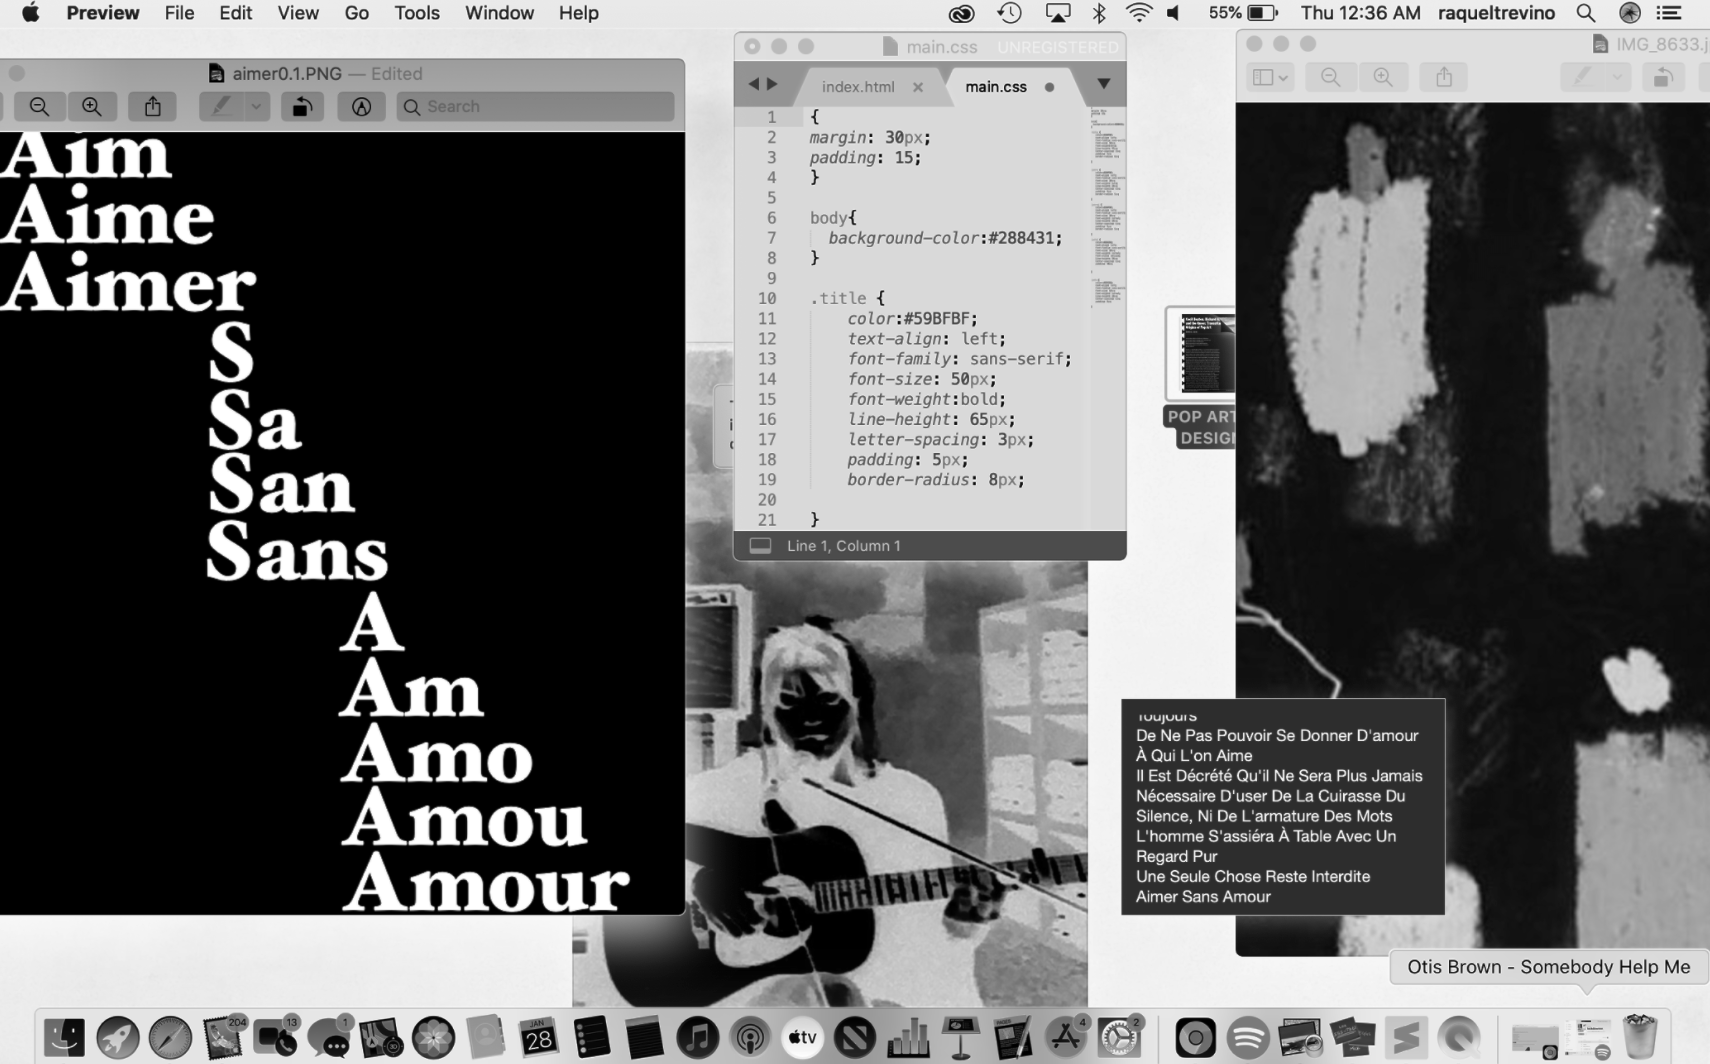 Preview File Edit View Go Tools Window Help
55% Thu 12:36 AM raqueltrevino
aimer0.1.PNG — Edited
Search
Aim
Aime
Aimer
S
Sa
San
Sans
A
Am
Amo
Amou
Amour
main.css UNREGISTERED
index.html × main.css
1 {
2 margin: 30px;
3 padding: 15;
4 }
5
6 body{
7 background-color:#288431;
8 }
9
10 .title {
11 color:#59BFBF;
12 text-align: left;
13 font-family: sans-serif;
14 font-size: 50px;
15 font-weight:bold;
16 line-height: 65px;
17 letter-spacing: 3px;
18 padding: 5px;
19 border-radius: 8px;
20
21 }
Line 1, Column 1
POP ART
DESIGN
IMG_8633.j
Toujours
De Ne Pas Pouvoir Se Donner D'amour
À Qui L'on Aime
Il Est Décrété Qu'il Ne Sera Plus Jamais
Nécessaire D'user De La Cuirasse Du
Silence, Ni De L'armature Des Mots
L'homme S'assiéra À Table Avec Un
Regard Pur
Une Seule Chose Reste Interdite
Aimer Sans Amour
Otis Brown - Somebody Help Me
204
13
1
JAN
28
tv
4
2